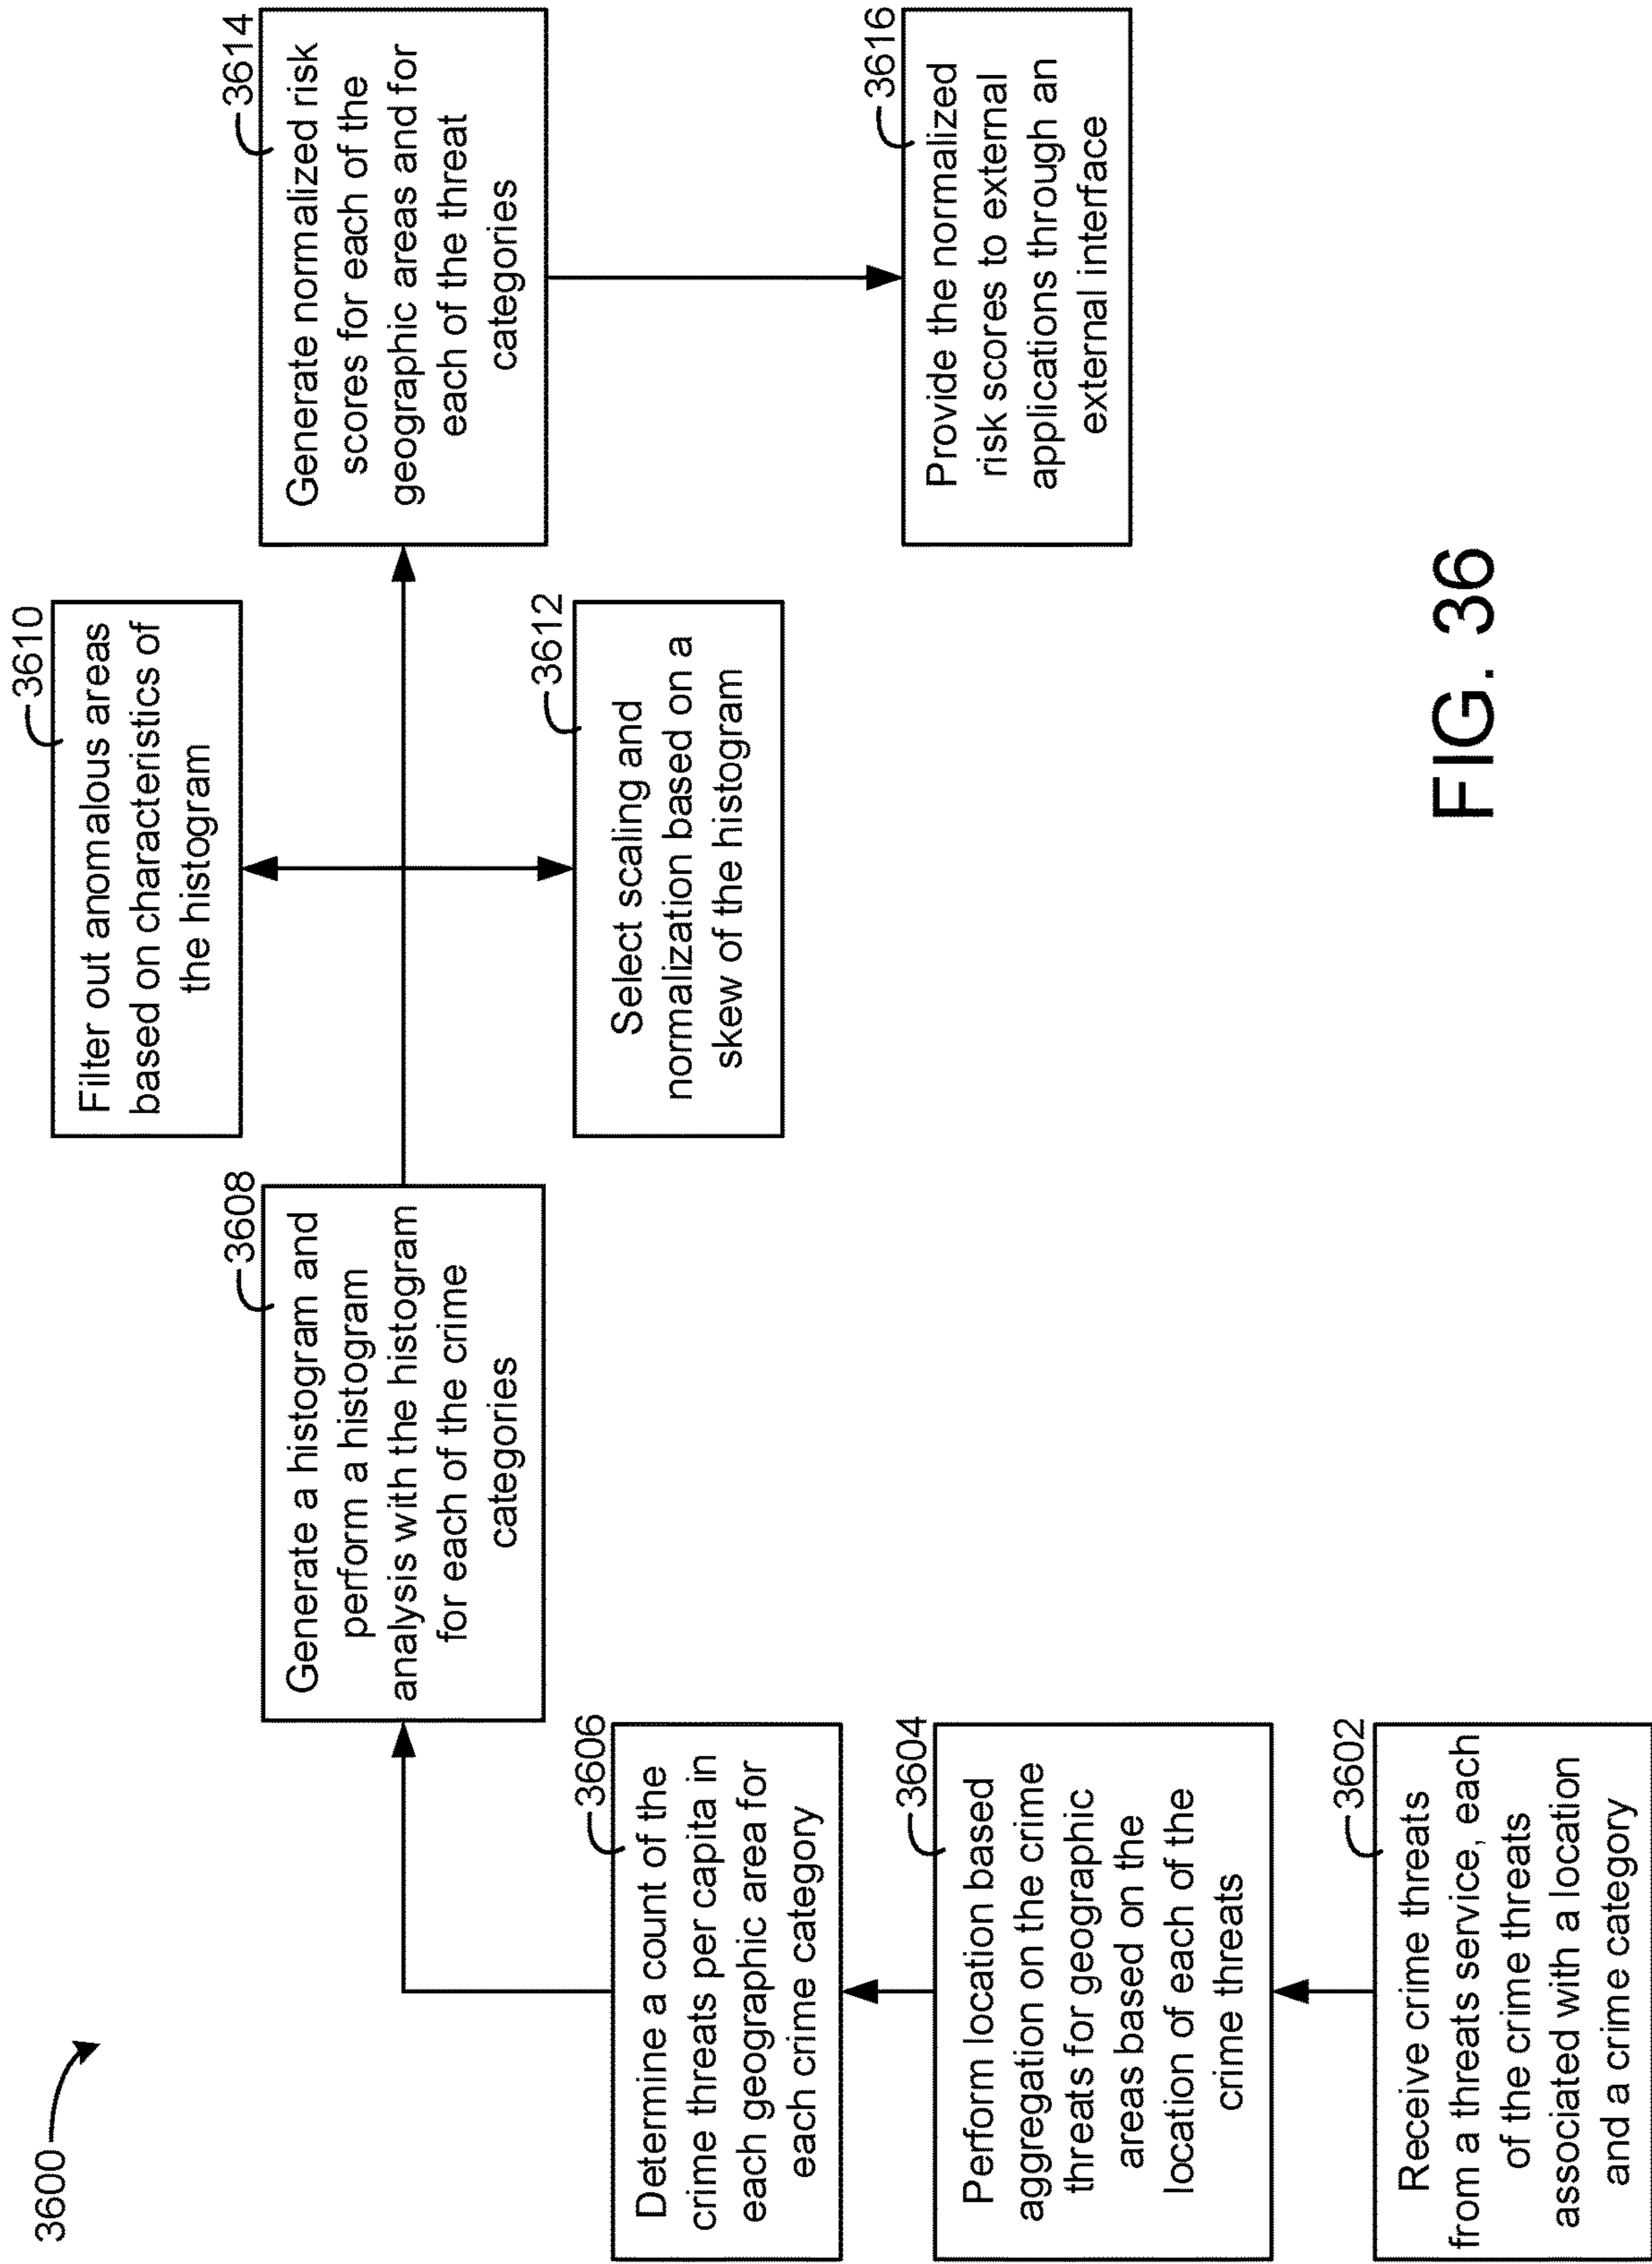 3600
3602
Receive crime threats
from a threats service, each
of the crime threats
associated with a location
and a crime category
3604
Perform location based
aggregation on the crime
threats for geographic
areas based on the
location of each of the
crime threats
3606
Determine a count of the
crime threats per capita in
each geographic area for
each crime category
3608
Generate a histogram and
perform a histogram
analysis with the histogram
for each of the crime
categories
3610
Filter out anomalous areas
based on characteristics of
the histogram
3612
Select scaling and
normalization based on a
skew of the histogram
3614
Generate normalized risk
scores for each of the
geographic areas and for
each of the threat
categories
3616
Provide the normalized
risk scores to external
applications through an
external interface
FIG. 36